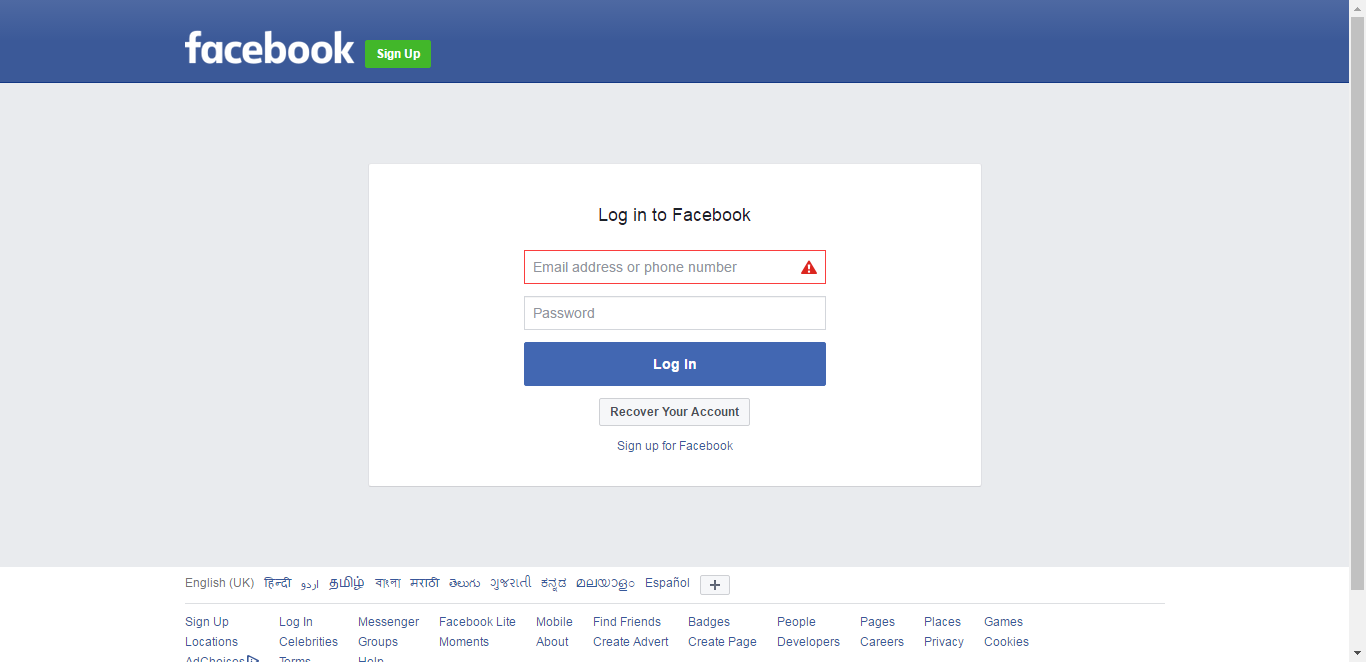 facebook Sign Up
Log in to Facebook
Email address or phone number
Password
Log In
Recover Your Account
Sign up for Facebook
English (UK) हिन्दी اردو தமிழ் বাংলা मराठी తెలుగు ગુજરાતી ಕನ್ನಡ മലയാളം Español +
Sign Up Log In Messenger Facebook Lite Mobile Find Friends Badges People Pages Places Games
Locations Celebrities Groups Moments About Create Advert Create Page Developers Careers Privacy Cookies
AdChoices Terms Help